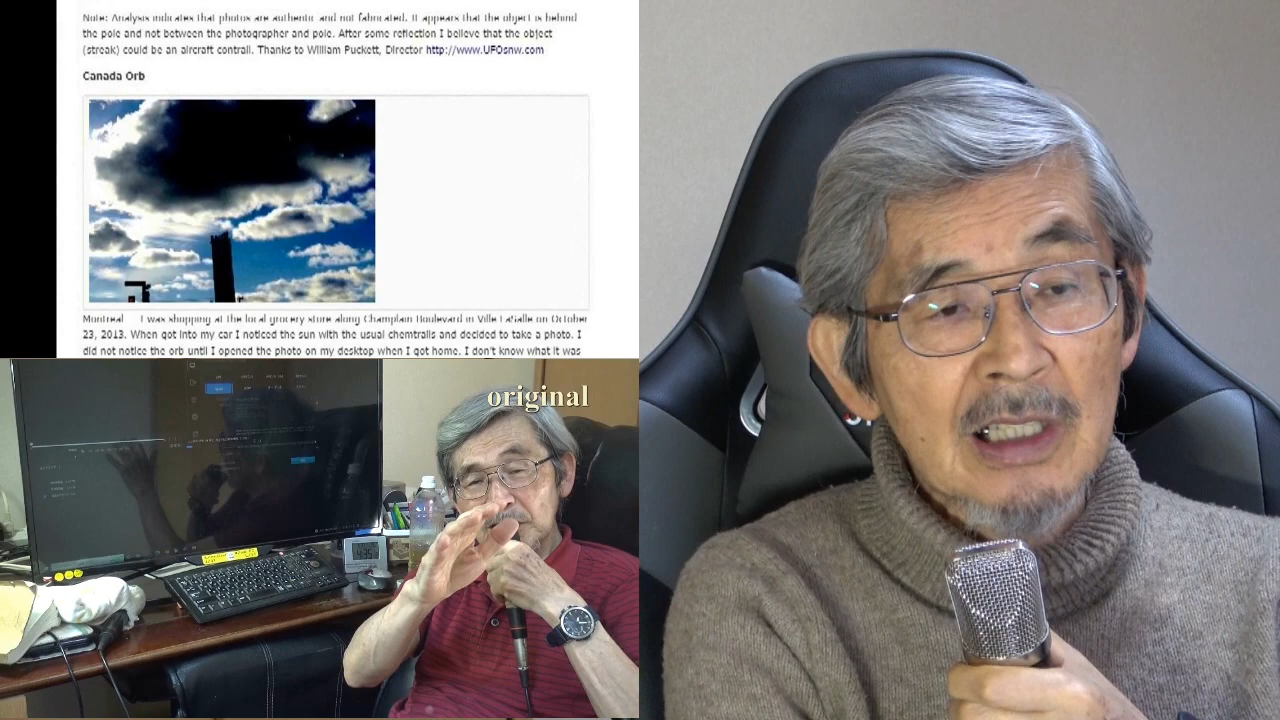 Note: Analysis indicates that photos are authentic and not fabricated. It appears that the object is behind
the pole and not between the photographer and pole. After some reflection I believe that the object
(streak) could be an aircraft contrail. Thanks to William Puckett, Director http://www.UFOsnw.com
Canada Orb
Montreal — I was shopping at the local grocery store along Champlain Boulevard in Ville LaSalle on October
23, 2013. When got into my car I noticed the sun with the usual chemtrails and decided to take a photo. I
did not notice the orb until I opened the photo on my desktop when I got home. I don't know what it was
original